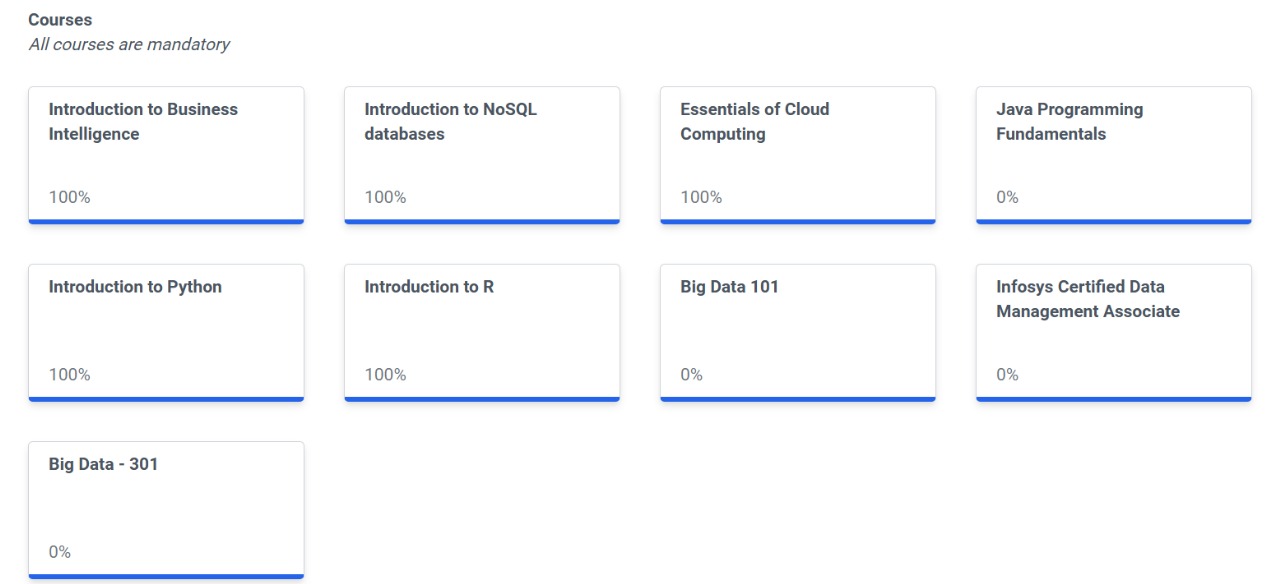 Courses
All courses are mandatory
Introduction to Business
Intelligence
100%
Introduction to NoSQL
databases
100%
Essentials of Cloud
Computing
100%
Java Programming
Fundamentals
0%
Introduction to Python
100%
Introduction to R
100%
Big Data 101
0%
Infosys Certified Data
Management Associate
0%
Big Data - 301
0%